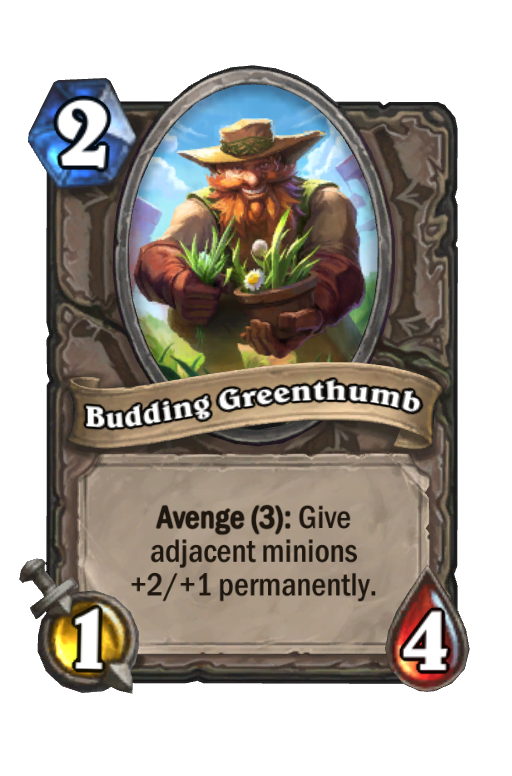 2
Budding Greenthumb
Avenge (3): Give
adjacent minions
+2/+1 permanently.
1
4